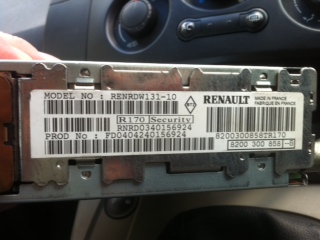 MODEL NO : RENRDW131-10
RENAULT
MADE IN FRANCE
FABRIQUE EN FRANCE
R170 Security
RNRD0340156924
PROD No : FD0404240156924
8200300858TR170
8200 300 858 --B